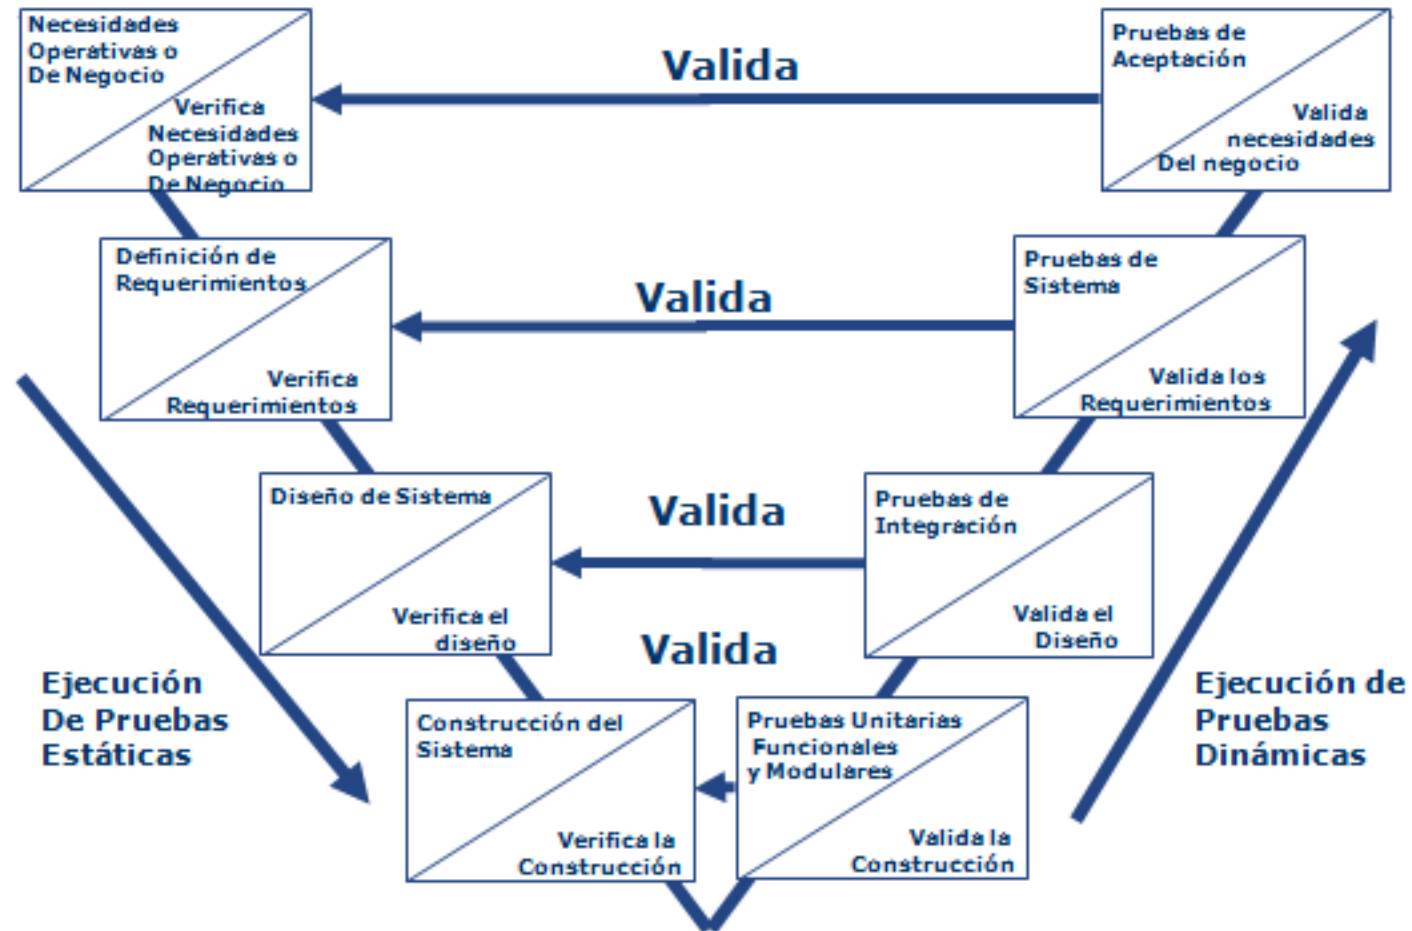 Necesidades
Operativas o
De Negocio
Verifica
Necesidades
Operativas o
De Negocio
Valida
Pruebas de
Aceptación
Valida
necesidades
Del negocio
Definición de
Requerimientos
Verifica
Requerimientos
Valida
Pruebas de
Sistema
Valida los
Requerimientos
Diseño de Sistema
Verifica el
diseño
Valida
Pruebas de
Integración
Valida el
Diseño
Valida
Ejecución
De Pruebas
Estáticas
Construcción del
Sistema
Verifica la
Construcción
Pruebas Unitarias
Funcionales
y Modulares
Valida la
Construcción
Ejecución de
Pruebas
Dinámicas